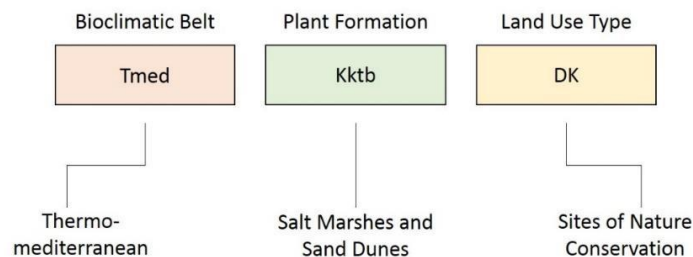 Bioclimatic Belt
Plant Formation
Land Use Type
Tmed
Kktb
DK
Thermo-
mediterranean
Salt Marshes and
Sand Dunes
Sites of Nature
Conservation